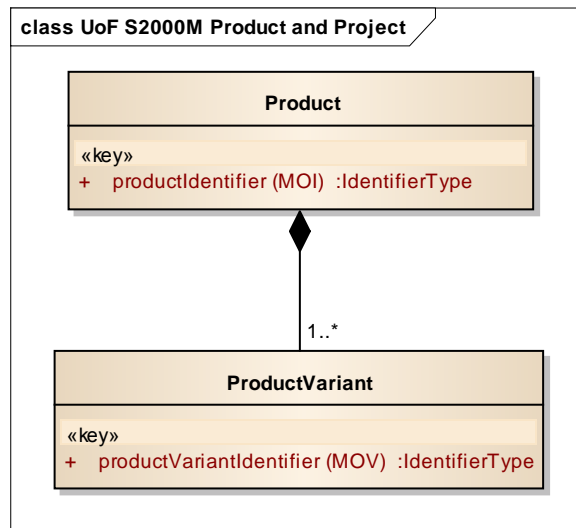 class UoF S2000M Product and Project
Product
«key»
+ productIdentifier (MOI) :IdentifierType
1..*
ProductVariant
«key»
+ productVariantIdentifier (MOV) :IdentifierType